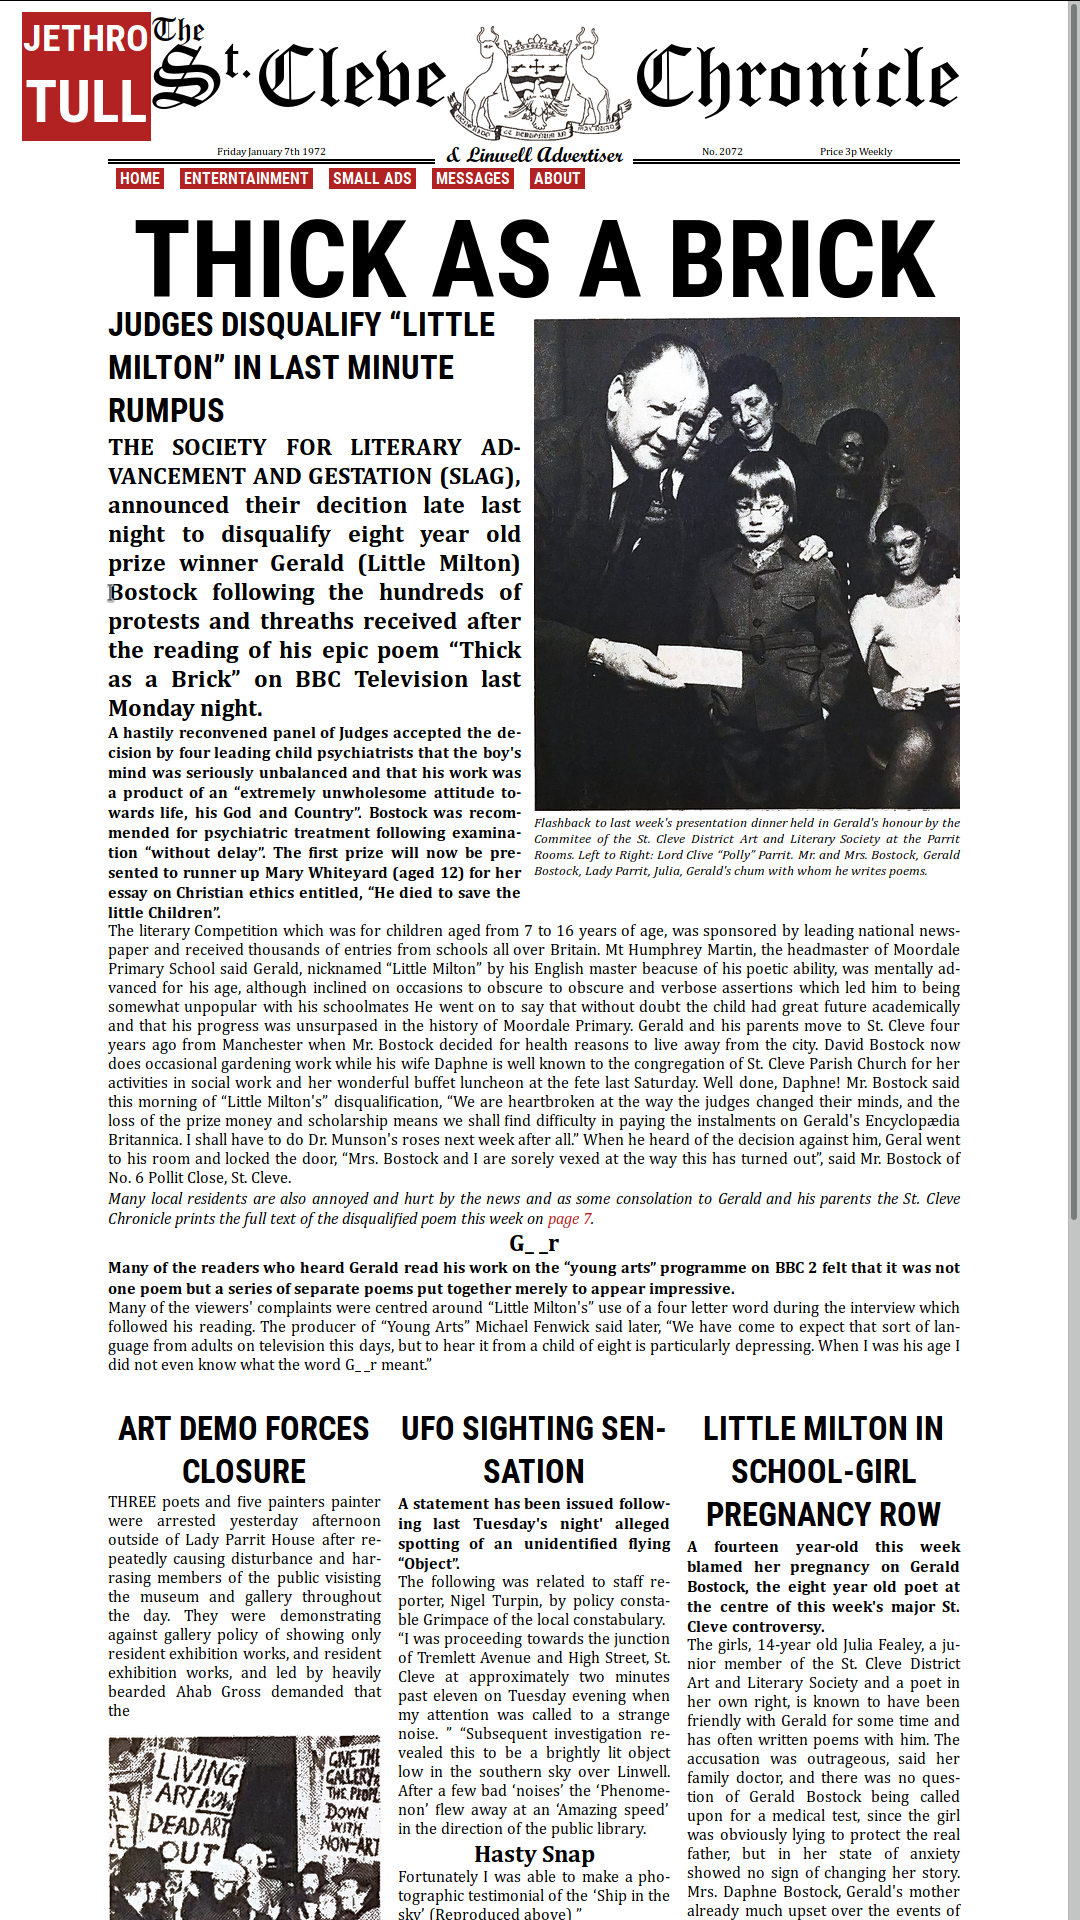 JETHRO
TULL
The
St. Cleve Chronicle
Friday January 7th 1972
& Linwell Advertiser
No. 2072
Price 3p Weekly
HOME ENTERNTAINMENT SMALL ADS MESSAGES ABOUT
THICK AS A BRICK
JUDGES DISQUALIFY “LITTLE
MILTON” IN LAST MINUTE
RUMPUS
THE SOCIETY FOR LITERARY AD-
VANCEMENT AND GESTATION (SLAG),
announced their decition late last
night to disqualify eight year old
prize winner Gerald (Little Milton)
Bostock following the hundreds of
protests and threaths received after
the reading of his epic poem “Thick
as a Brick” on BBC Television last
Monday night.
A hastily reconvened panel of Judges accepted the de-
cision by four leading child psychiatrists that the boy's
mind was seriously unbalanced and that his work was
a product of an “extremely unwholesome attitude to-
wards life, his God and Country”. Bostock was recom-
mended for psychiatric treatment following examina-
tion “without delay”. The first prize will now be pre-
sented to runner up Mary Whiteyard (aged 12) for her
essay on Christian ethics entitled, “He died to save the
little Children”.
Flashback to last week's presentation dinner held in Gerald's honour by the
Commitee of the St. Cleve District Art and Literary Society at the Parrit
Rooms. Left to Right: Lord Clive “Polly” Parrit. Mr. and Mrs. Bostock, Gerald
Bostock, Lady Parrit, Julia, Gerald's chum with whom he writes poems.
The literary Competition which was for children aged from 7 to 16 years of age, was sponsored by leading national news-
paper and received thousands of entries from schools all over Britain. Mt Humphrey Martin, the headmaster of Moordale
Primary School said Gerald, nicknamed “Little Milton” by his English master beacuse of his poetic ability, was mentally ad-
vanced for his age, although inclined on occasions to obscure to obscure and verbose assertions which led him to being
somewhat unpopular with his schoolmates He went on to say that without doubt the child had great future academically
and that his progress was unsurpased in the history of Moordale Primary. Gerald and his parents move to St. Cleve four
years ago from Manchester when Mr. Bostock decided for health reasons to live away from the city. David Bostock now
does occasional gardening work while his wife Daphne is well known to the congregation of St. Cleve Parish Church for her
activities in social work and her wonderful buffet luncheon at the fete last Saturday. Well done, Daphne! Mr. Bostock said
this morning of “Little Milton's” disqualification, “We are heartbroken at the way the judges changed their minds, and the
loss of the prize money and scholarship means we shall find difficulty in paying the instalments on Gerald's Encyclopædia
Britannica. I shall have to do Dr. Munson's roses next week after all.” When he heard of the decision against him, Geral went
to his room and locked the door, “Mrs. Bostock and I are sorely vexed at the way this has turned out”, said Mr. Bostock of
No. 6 Pollit Close, St. Cleve.
Many local residents are also annoyed and hurt by the news and as some consolation to Gerald and his parents the St. Cleve
Chronicle prints the full text of the disqualified poem this week on page 7.
G_ _r
Many of the readers who heard Gerald read his work on the “young arts” programme on BBC 2 felt that it was not
one poem but a series of separate poems put together merely to appear impressive.
Many of the viewers' complaints were centred around “Little Milton's” use of a four letter word during the interview which
followed his reading. The producer of “Young Arts” Michael Fenwick said later, “We have come to expect that sort of lan-
guage from adults on television this days, but to hear it from a child of eight is particularly depressing. When I was his age I
did not even know what the word G_ _r meant.”
ART DEMO FORCES
CLOSURE
THREE poets and five painters painter
were arrested yesterday afternoon
outside of Lady Parrit House after re-
peatedly causing disturbance and har-
rasing members of the public visisting
the museum and gallery throughout
the day. They were demonstrating
against gallery policy of showing only
resident exhibition works, and resident
exhibition works, and led by heavily
bearded Ahab Gross demanded that
the
LIVING
ART NOW
DEAD ART
OUT
GIVE THE
GALLERY
THE PEOPL
DOWN
WITH
NON-ART
UFO SIGHTING SEN-
SATION
A statement has been issued follow-
ing last Tuesday's night' alleged
spotting of an unidentified flying
“Object”.
The following was related to staff re-
porter, Nigel Turpin, by policy consta-
ble Grimpace of the local constabulary.
“I was proceeding towards the junction
of Tremlett Avenue and High Street, St.
Cleve at approximately two minutes
past eleven on Tuesday evening when
my attention was called to a strange
noise. ” “Subsequent investigation re-
vealed this to be a brightly lit object
low in the southern sky over Linwell.
After a few bad ‘noises’ the ‘Phenome-
non’ flew away at an ‘Amazing speed’
in the direction of the public library.
Hasty Snap
Fortunately I was able to make a pho-
tographic testimonial of the ‘Ship in the
sky’ (Reproduced above) ”
LITTLE MILTON IN
SCHOOL-GIRL
PREGNANCY ROW
A fourteen year-old this week
blamed her pregnancy on Gerald
Bostock, the eight year old poet at
the centre of this week's major St.
Cleve controversy.
The girls, 14-year old Julia Fealey, a ju-
nior member of the St. Cleve District
Art and Literary Society and a poet in
her own right, is known to have been
friendly with Gerald for some time and
has often written poems with him. The
accusation was outrageous, said her
family doctor, and there was no ques-
tion of Gerald Bostock being called
upon for a medical test, since the girl
was obviously lying to protect the real
father, but in her state of anxiety
showed no sign of changing her story.
Mrs. Daphne Bostock, Gerald's mother
already much upset over the events of